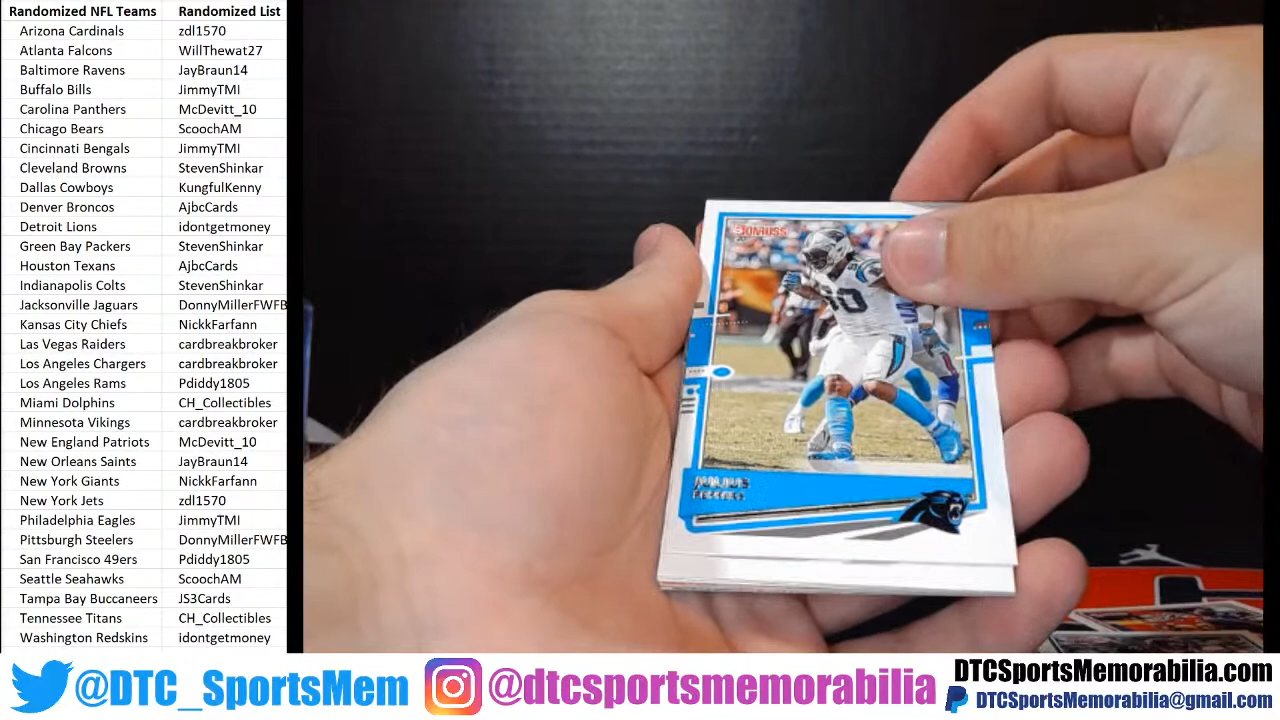 Randomized NFL Teams Randomized List
Arizona Cardinals zdl1570
Atlanta Falcons WillThewat27
Baltimore Ravens JayBraun14
Buffalo Bills JimmyTMI
Carolina Panthers McDevitt_10
Chicago Bears ScoochAM
Cincinnati Bengals JimmyTMI
Cleveland Browns StevenShinkar
Dallas Cowboys KungfulKenny
Denver Broncos AjbcCards
Detroit Lions idontgetmoney
Green Bay Packers StevenShinkar
Houston Texans AjbcCards
Indianapolis Colts StevenShinkar
Jacksonville Jaguars DonnyMillerFWFB
Kansas City Chiefs NickkFarfann
Las Vegas Raiders cardbreakbroker
Los Angeles Chargers cardbreakbroker
Los Angeles Rams Pdiddy1805
Miami Dolphins CH_Collectibles
Minnesota Vikings cardbreakbroker
New England Patriots McDevitt_10
New Orleans Saints JayBraun14
New York Giants NickkFarfann
New York Jets zdl1570
Philadelphia Eagles JimmyTMI
Pittsburgh Steelers DonnyMillerFWFB
San Francisco 49ers Pdiddy1805
Seattle Seahawks ScoochAM
Tampa Bay Buccaneers JS3Cards
Tennessee Titans CH_Collectibles
Washington Redskins idontgetmoney
DONRUSS
JULIUS
@DTC_SportsMem
@dtcsportsmemorabilia
DTCSportsMemorabilia.com
DTCSportsMemorabilia@gmail.com